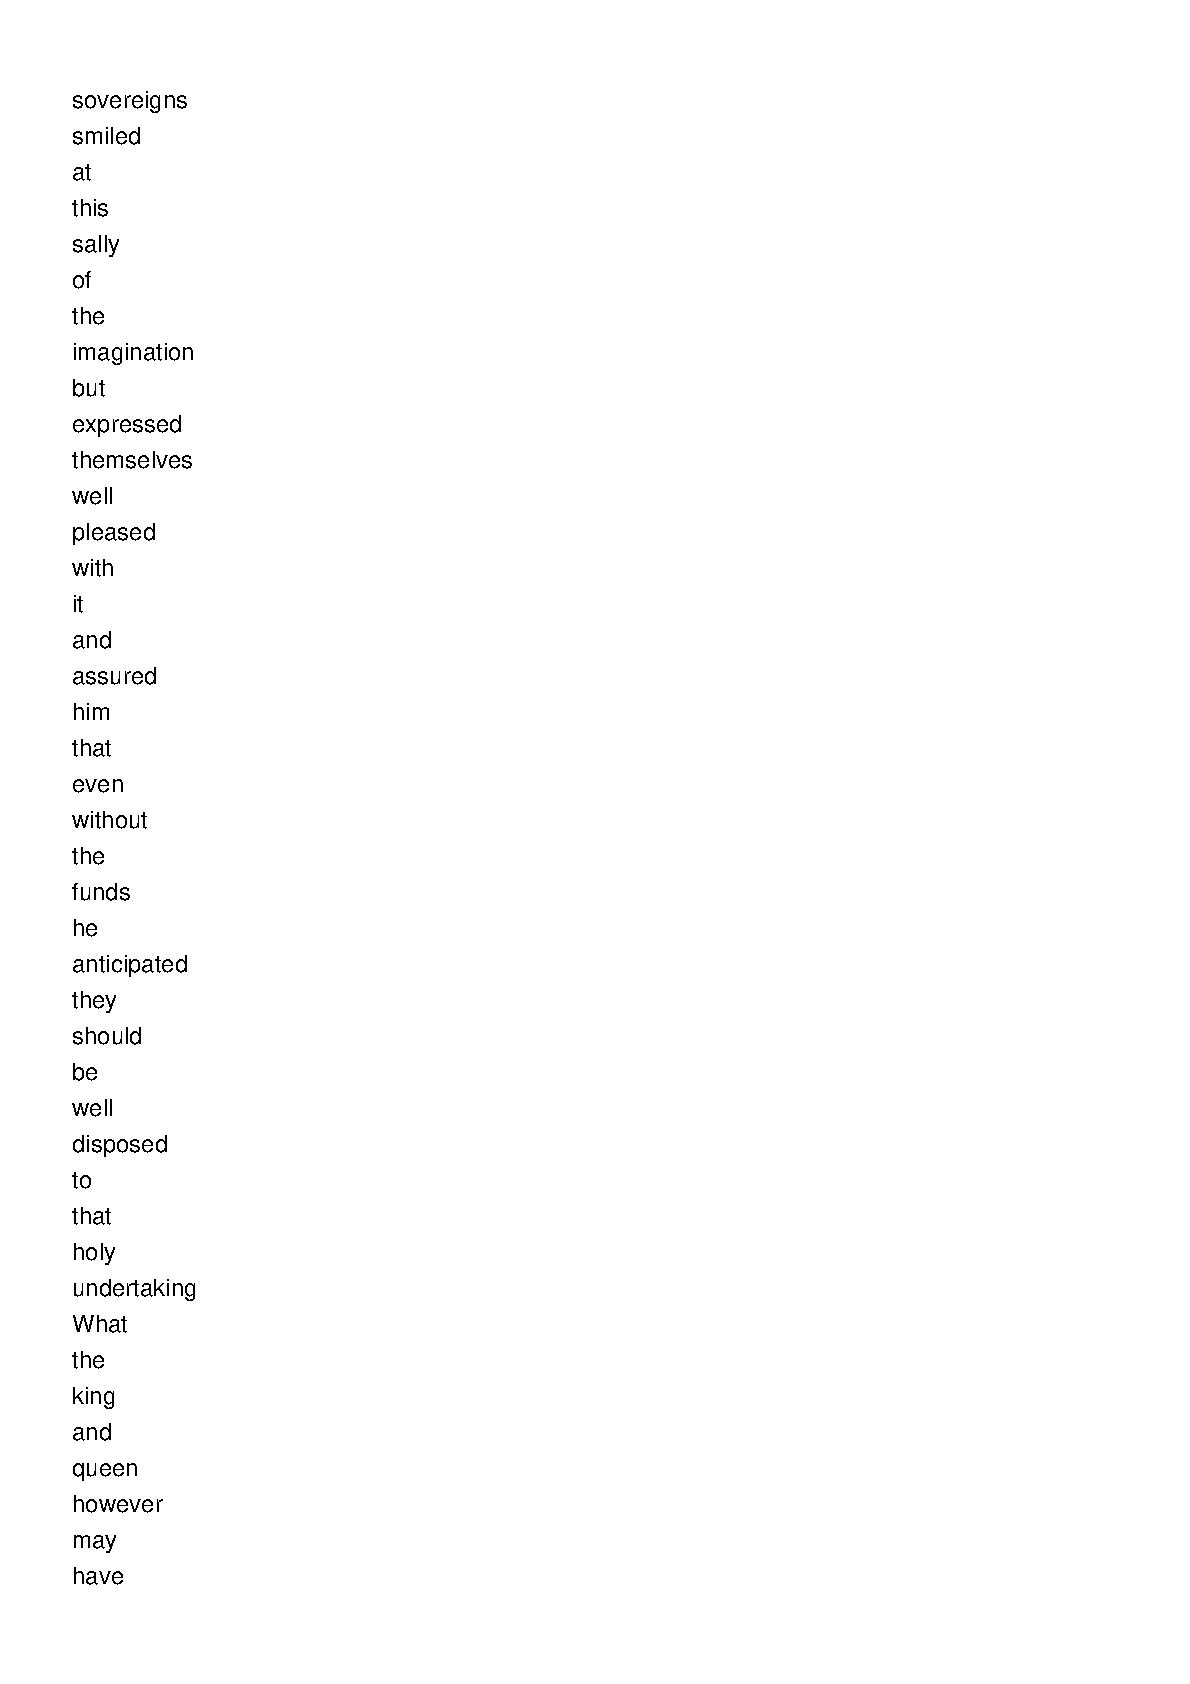 sovereigns
smiled
at
this
sally
of
the
imagination
but
expressed
themselves
well
pleased
with
it
and
assured
him
that
even
without
the
funds
he
anticipated
they
should
be
well
disposed
to
that
holy
undertaking
What
the
king
and
queen
however
may
have